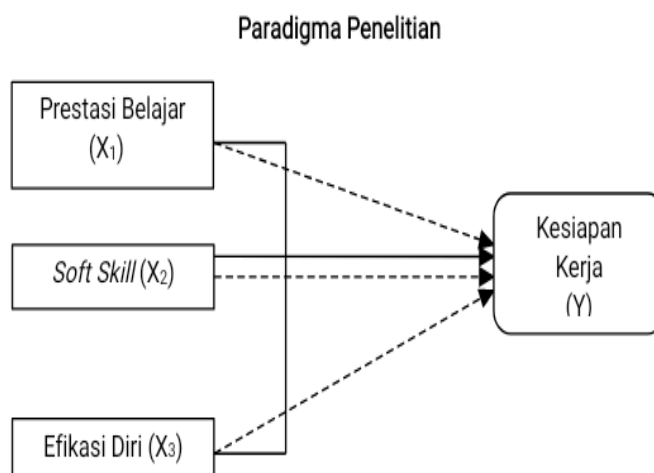 Paradigma Penelitian
Prestasi Belajar
(X₁)
Soft Skill (X₂)
Efikasi Diri (X₃)
Kesiapan
Kerja
(Y)